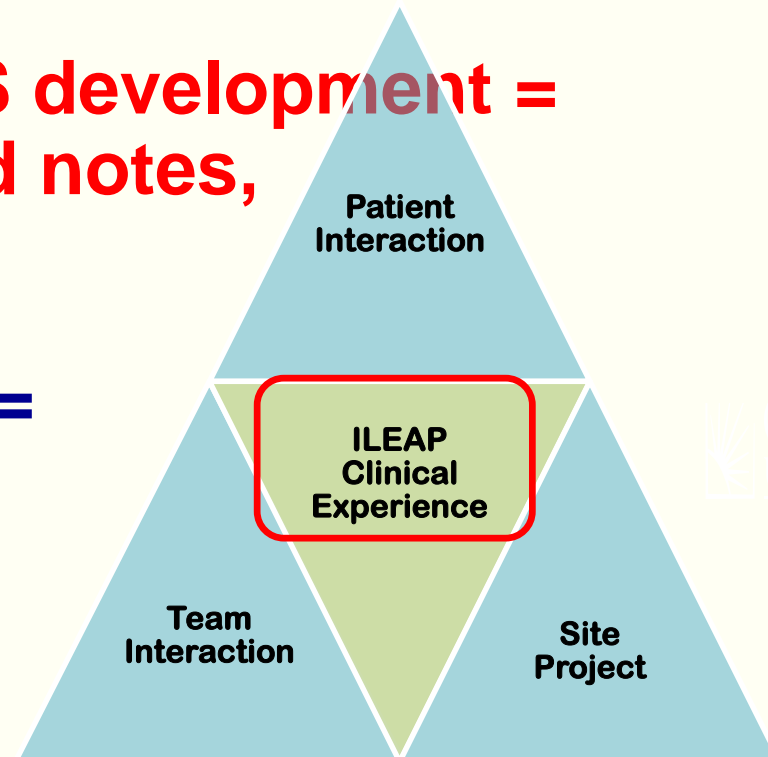 S development =
d notes,
Patient
Interaction
=
ILEAP
Clinical
Experience
Team
Interaction
Site
Project